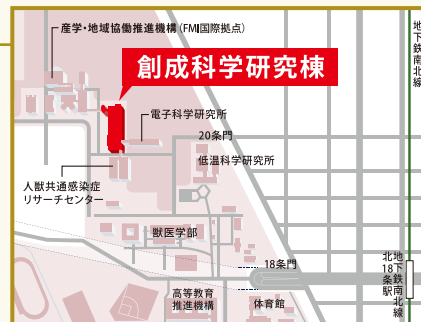 産学・地域協働推進機構(FMI国際拠点)
地下鉄南北線
創成科学研究棟
電子科学研究所
20条門
低温科学研究所
人獣共通感染症
リサーチセンター
獣医学部
18条門
地下鉄南北線
北18条駅
高等教育
推進機構
体育館